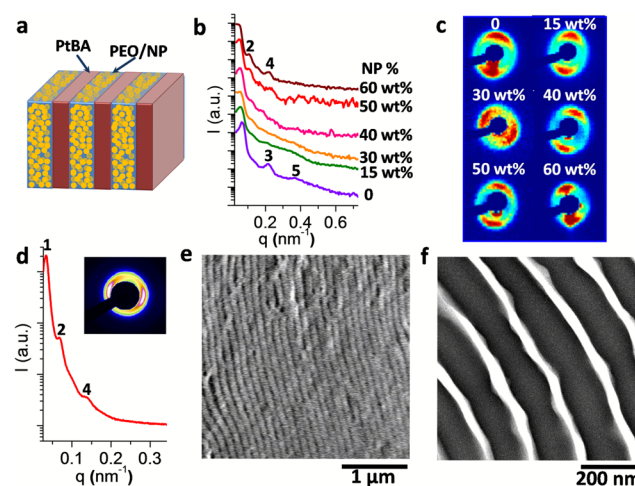 a
PtBA PEO/NP
b
I (a.u.)
2
4
3
5
NP %
60 wt%
50 wt%
40 wt%
30 wt%
15 wt%
0
0.2 0.4 0.6
q (nm⁻¹)
c
0 15 wt%
30 wt% 40 wt%
50 wt% 60 wt%
d
I (a.u.)
1
2
4
0.1 0.2 0.3
q (nm⁻¹)
e
1 µm
f
200 nm